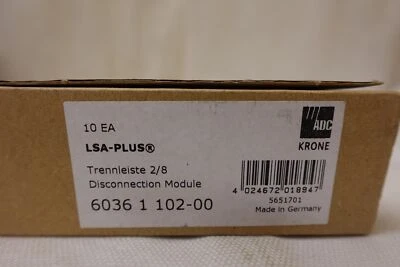 10 EA
LSA-PLUS®
Trennleiste 2/8
Disconnection Module
6036 1 102-00
ADC
KRONE
4 024672 018947
5651701
Made in Germany